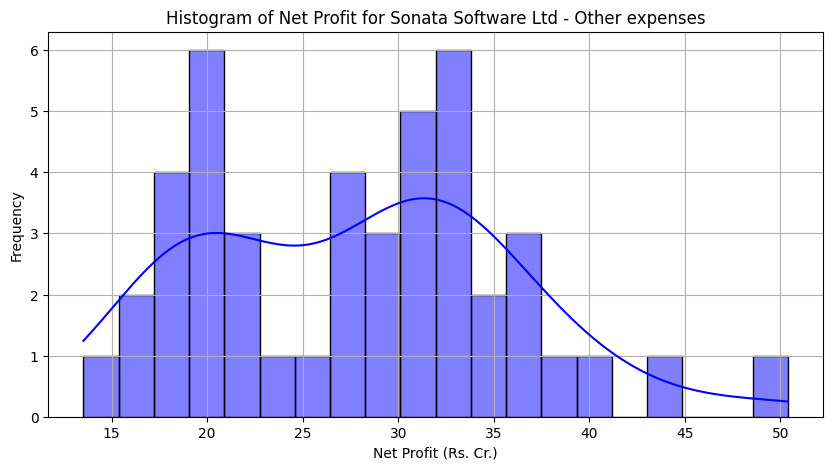 Histogram of Net Profit for Sonata Software Ltd - Other expenses
6
5
4
3
2
1
0
Frequency
15 20 25 30 35 40 45 50
Net Profit (Rs. Cr.)